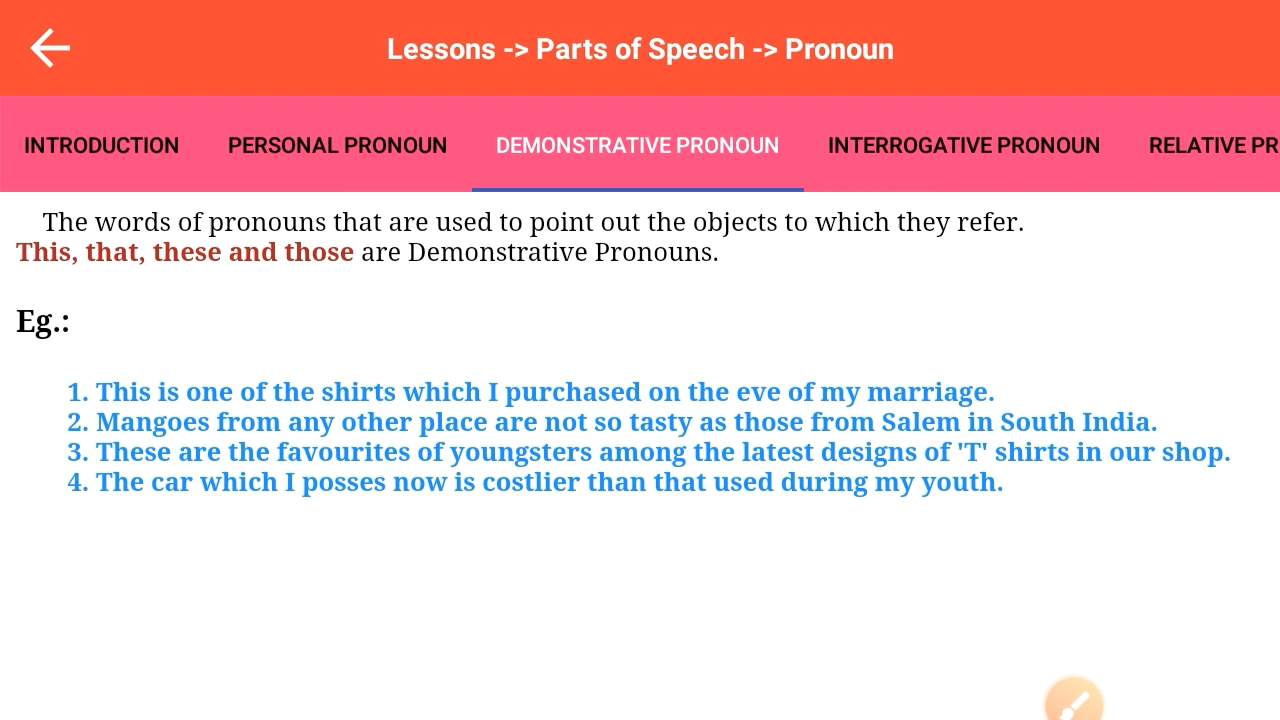 Lessons -> Parts of Speech -> Pronoun
INTRODUCTION PERSONAL PRONOUN DEMONSTRATIVE PRONOUN INTERROGATIVE PRONOUN RELATIVE PR
The words of pronouns that are used to point out the objects to which they refer.
This, that, these and those are Demonstrative Pronouns.
Eg.:
1. This is one of the shirts which I purchased on the eve of my marriage.
2. Mangoes from any other place are not so tasty as those from Salem in South India.
3. These are the favourites of youngsters among the latest designs of 'T' shirts in our shop.
4. The car which I posses now is costlier than that used during my youth.